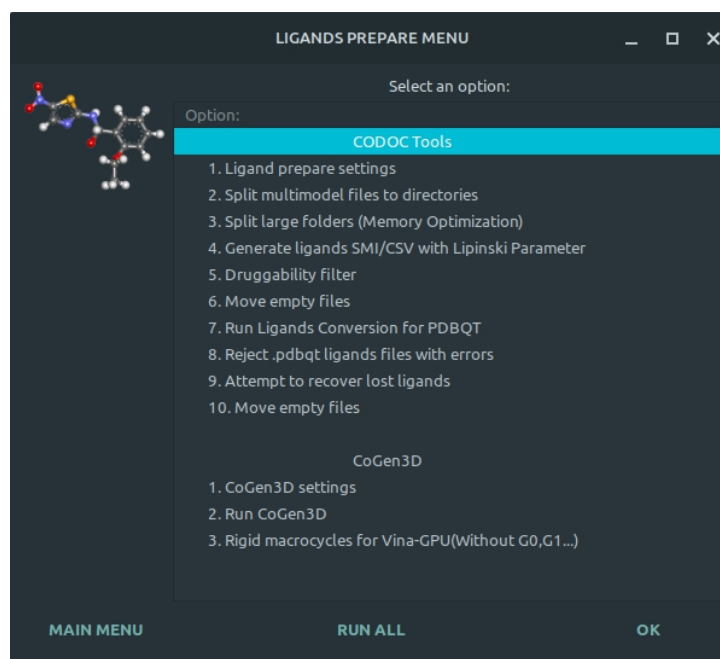 LIGANDS PREPARE MENU
Select an option:
Option:
CODOC Tools
1. Ligand prepare settings
2. Split multimodel files to directories
3. Split large folders (Memory Optimization)
4. Generate ligands SMI/CSV with Lipinski Parameter
5. Druggability filter
6. Move empty files
7. Run Ligands Conversion for PDBQT
8. Reject .pdbqt ligands files with errors
9. Attempt to recover lost ligands
10. Move empty files
CoGen3D
1. CoGen3D settings
2. Run CoGen3D
3. Rigid macrocycles for Vina-GPU(Without G0,G1...)
MAIN MENU RUN ALL OK